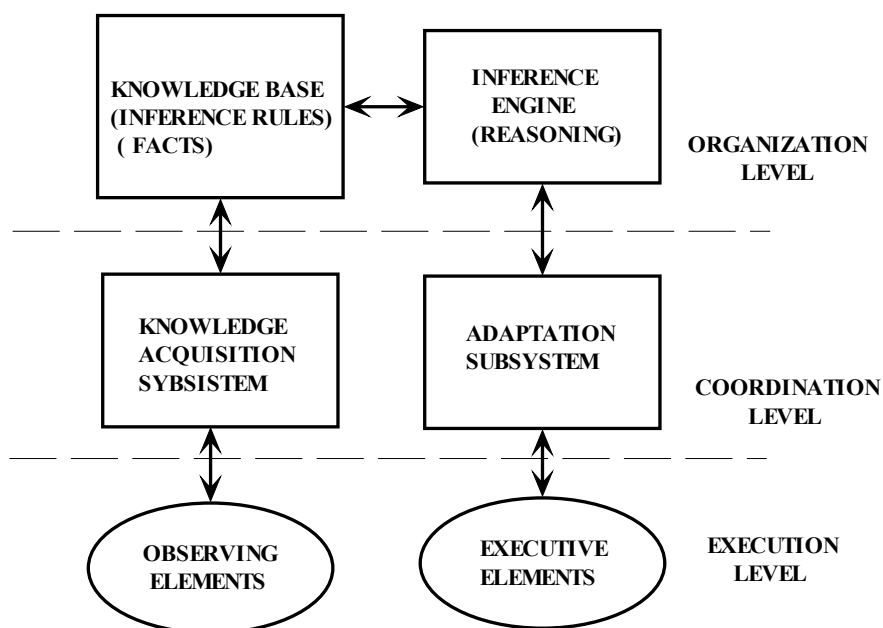 KNOWLEDGE BASE
(INFERENCE RULES)
( FACTS)
INFERENCE
ENGINE
(REASONING)
ORGANIZATION
LEVEL
KNOWLEDGE
ACQUISITION
SYBSISTEM
ADAPTATION
SUBSYSTEM
COORDINATION
LEVEL
OBSERVING
ELEMENTS
EXECUTIVE
ELEMENTS
EXECUTION
LEVEL